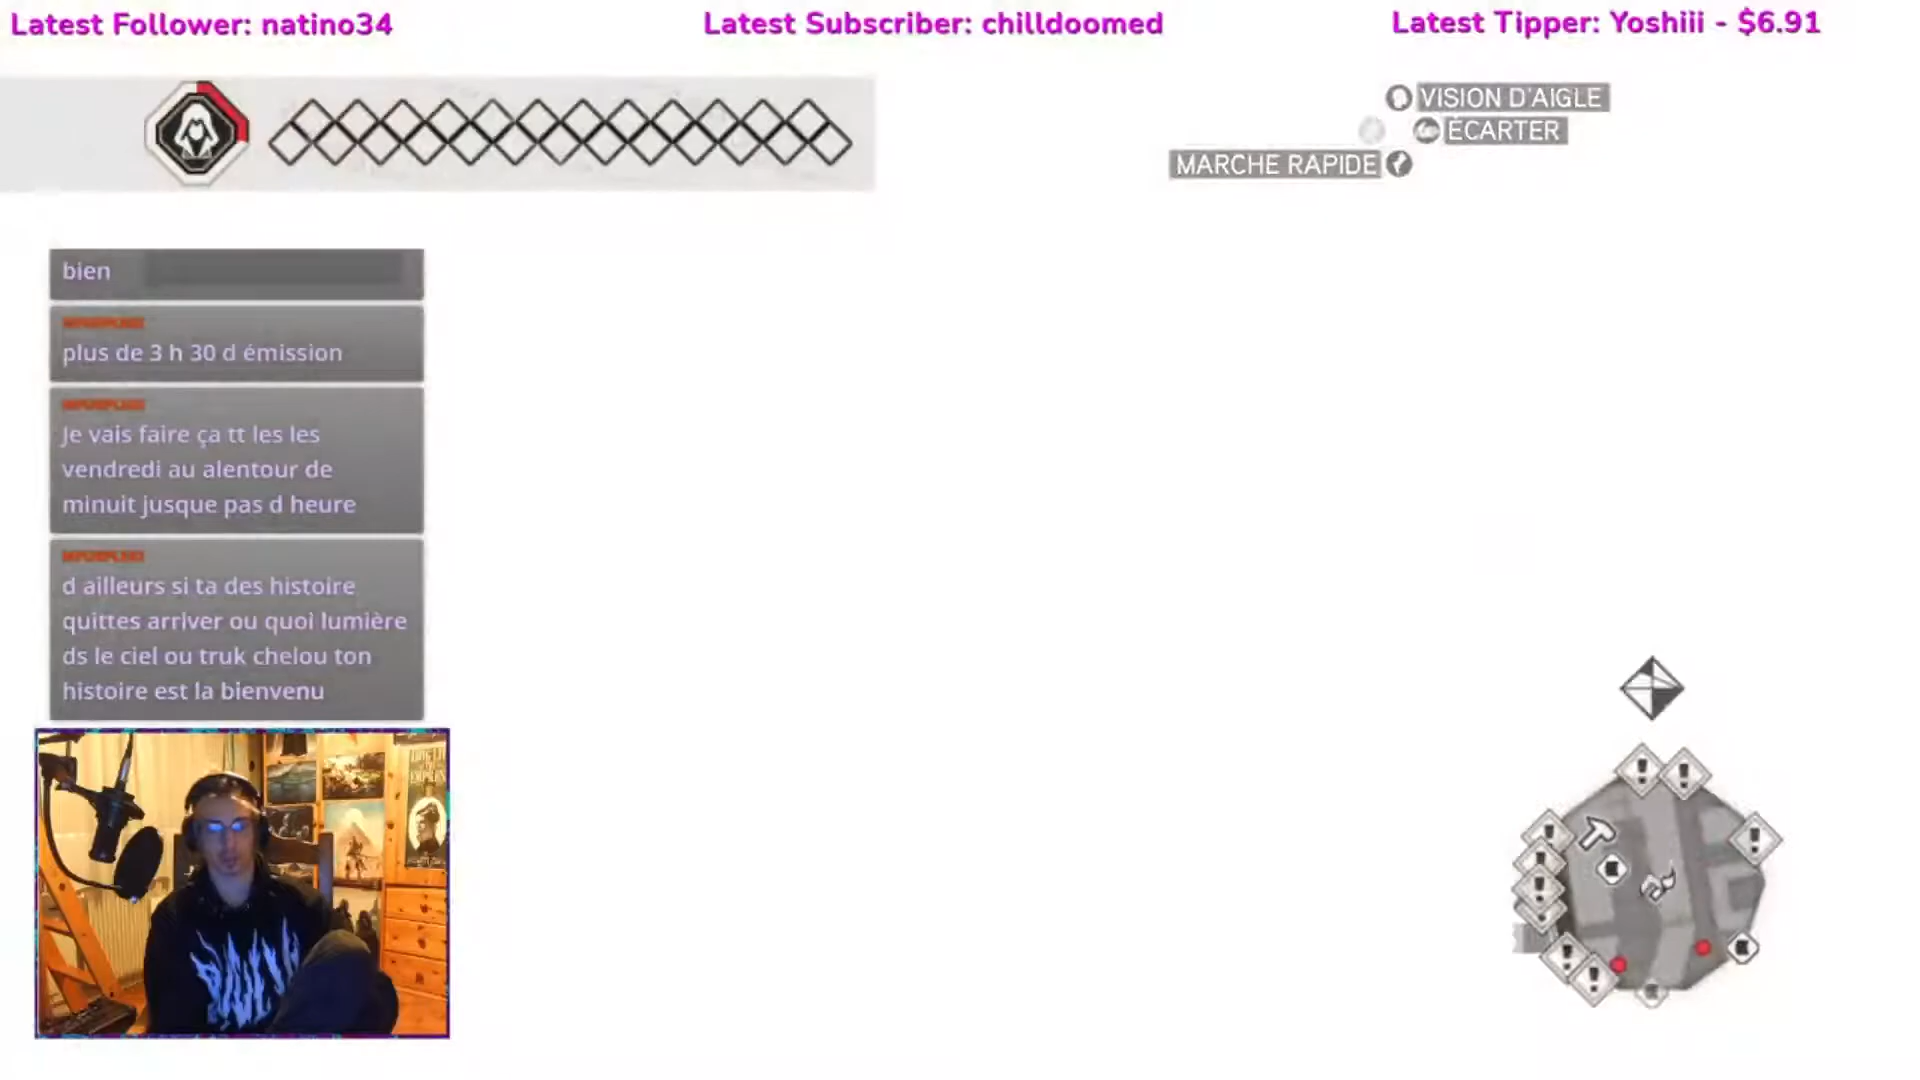 Latest Follower: natino34
Latest Subscriber: chilldoomed
Latest Tipper: Yoshiii - $6.91
VISION D'AIGLE
ÉCARTER
MARCHE RAPIDE
bien
plus de 3 h 30 d émission
Je vais faire ça tt les les
vendredi au alentour de
minuit jusque pas d heure
d ailleurs si ta des histoire
quittes arriver ou quoi lumière
ds le ciel ou truk chelou ton
histoire est la bienvenu